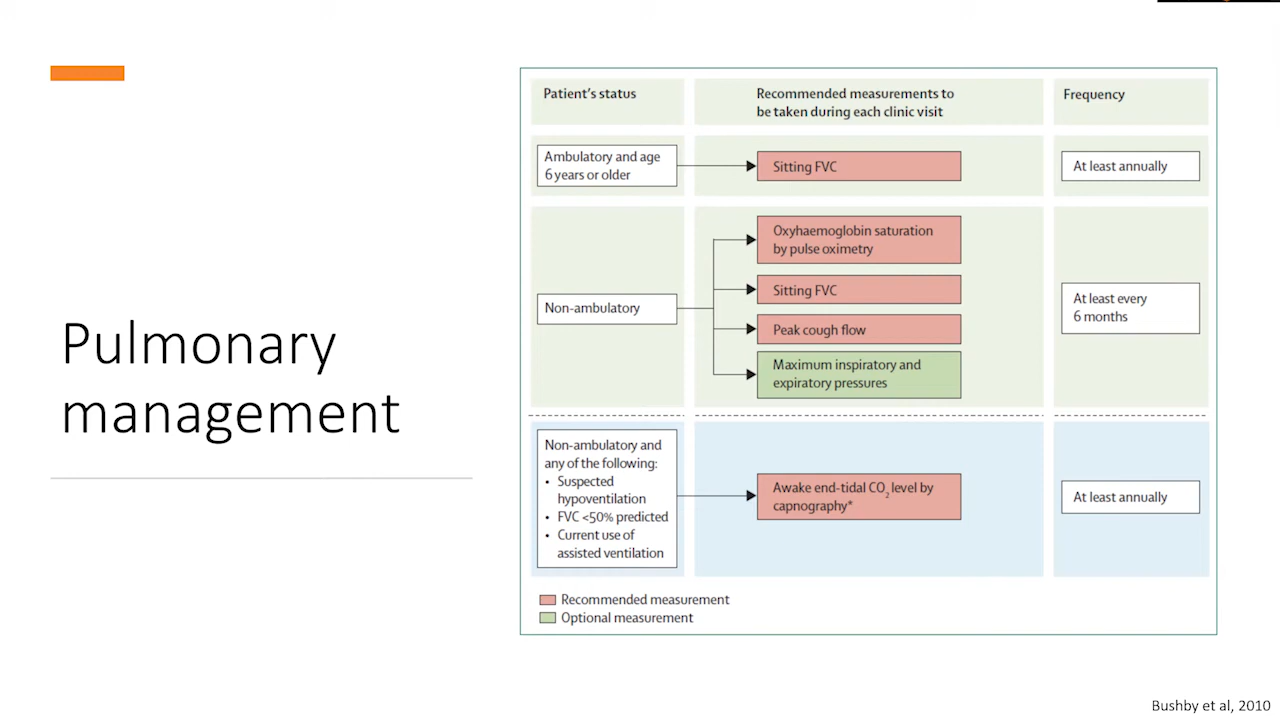 Pulmonary
management
Patient's status
Recommended measurements to
be taken during each clinic visit
Frequency
Ambulatory and age
6 years or older
Sitting FVC
At least annually
Non-ambulatory
Oxyhaemoglobin saturation
by pulse oximetry
Sitting FVC
Peak cough flow
Maximum inspiratory and
expiratory pressures
At least every
6 months
Non-ambulatory and
any of the following:
• Suspected
hypoventilation
• FVC <50% predicted
• Current use of
assisted ventilation
Awake end-tidal CO₂ level by
capnography*
At least annually
Recommended measurement
Optional measurement
Bushby et al, 2010